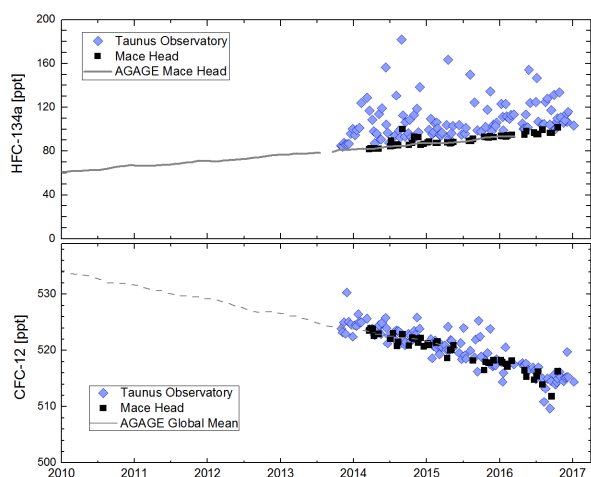 200
160
120
80
40
0
HFC-134a [ppt]
Taunus Observatory
Mace Head
AGAGE Mace Head
530
520
510
500
CFC-12 [ppt]
Taunus Observatory
Mace Head
AGAGE Global Mean
2010 2011 2012 2013 2014 2015 2016 2017